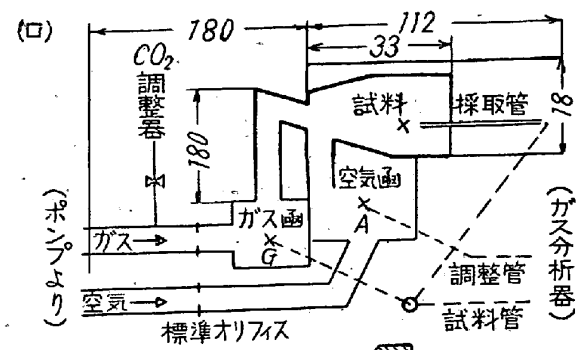 (ロ)
180
112
33
CO₂
調整器
試料
採取管
18
180
空気函
A
ガス函
G
(ポンプより)
ガス
空気
標準オリフィス
調整管
試料管
(ガス分析器)